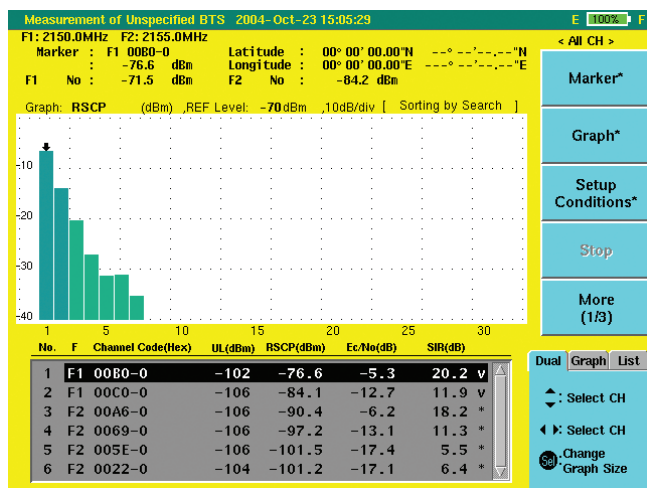 Measurement of Unspecified BTS 2004-Oct-23 15:05:29 E 100% F
F1: 2150.0MHz F2: 2155.0MHz
Marker : F1 00B0-0 Latitude : 00° 00' 00.00"N ---° --'--.--"N
: -76.6 dBm Longitude : 00° 00' 00.00"E ---° --'--.--"E
F1 No : -71.5 dBm F2 No : -84.2 dBm
Graph: RSCP (dBm) ,REF Level: -70dBm ,10dB/div [ Sorting by Search ]
-10
-20
-30
-40
1 5 10 15 20 25 30
No. F Channel Code(Hex) UL(dBm) RSCP(dBm) Ec/No(dB) SIR(dB)
1 F1 00B0-0 -102 -76.6 -5.3 20.2 v
2 F1 00C0-0 -106 -84.1 -12.7 11.9 v
3 F2 00A6-0 -106 -90.4 -6.2 18.2 *
4 F2 0069-0 -106 -97.2 -13.1 11.3 *
5 F2 005E-0 -106 -101.5 -17.4 5.5 *
6 F2 0022-0 -104 -101.2 -17.1 6.4 *
< All CH >
Marker*
Graph*
Setup
Conditions*
Stop
More
(1/3)
Dual Graph List
: Select CH
: Select CH
Sel :Change
Graph Size